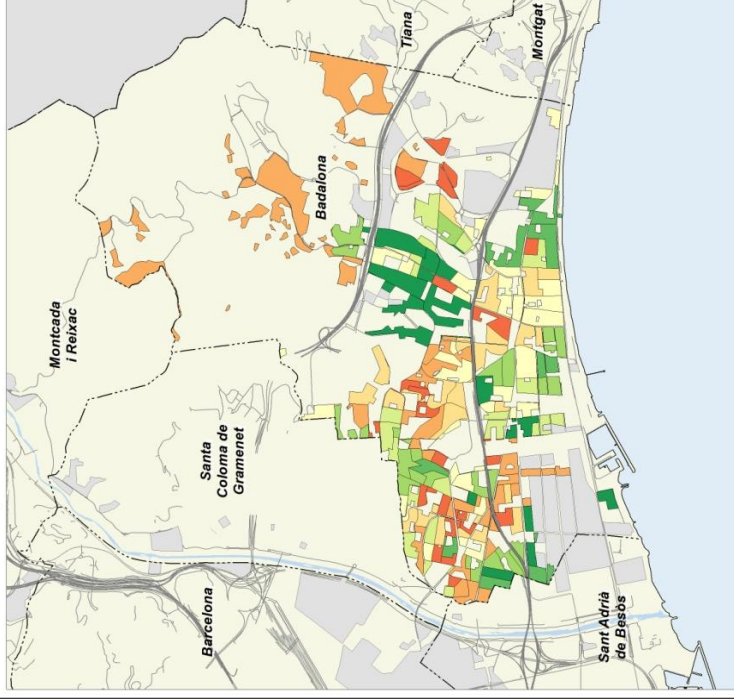 Montcada
i Reixac
Tiana
Montgat
Badalona
Santa
Coloma de
Gramenet
Barcelona
Sant Adrià
de Besòs